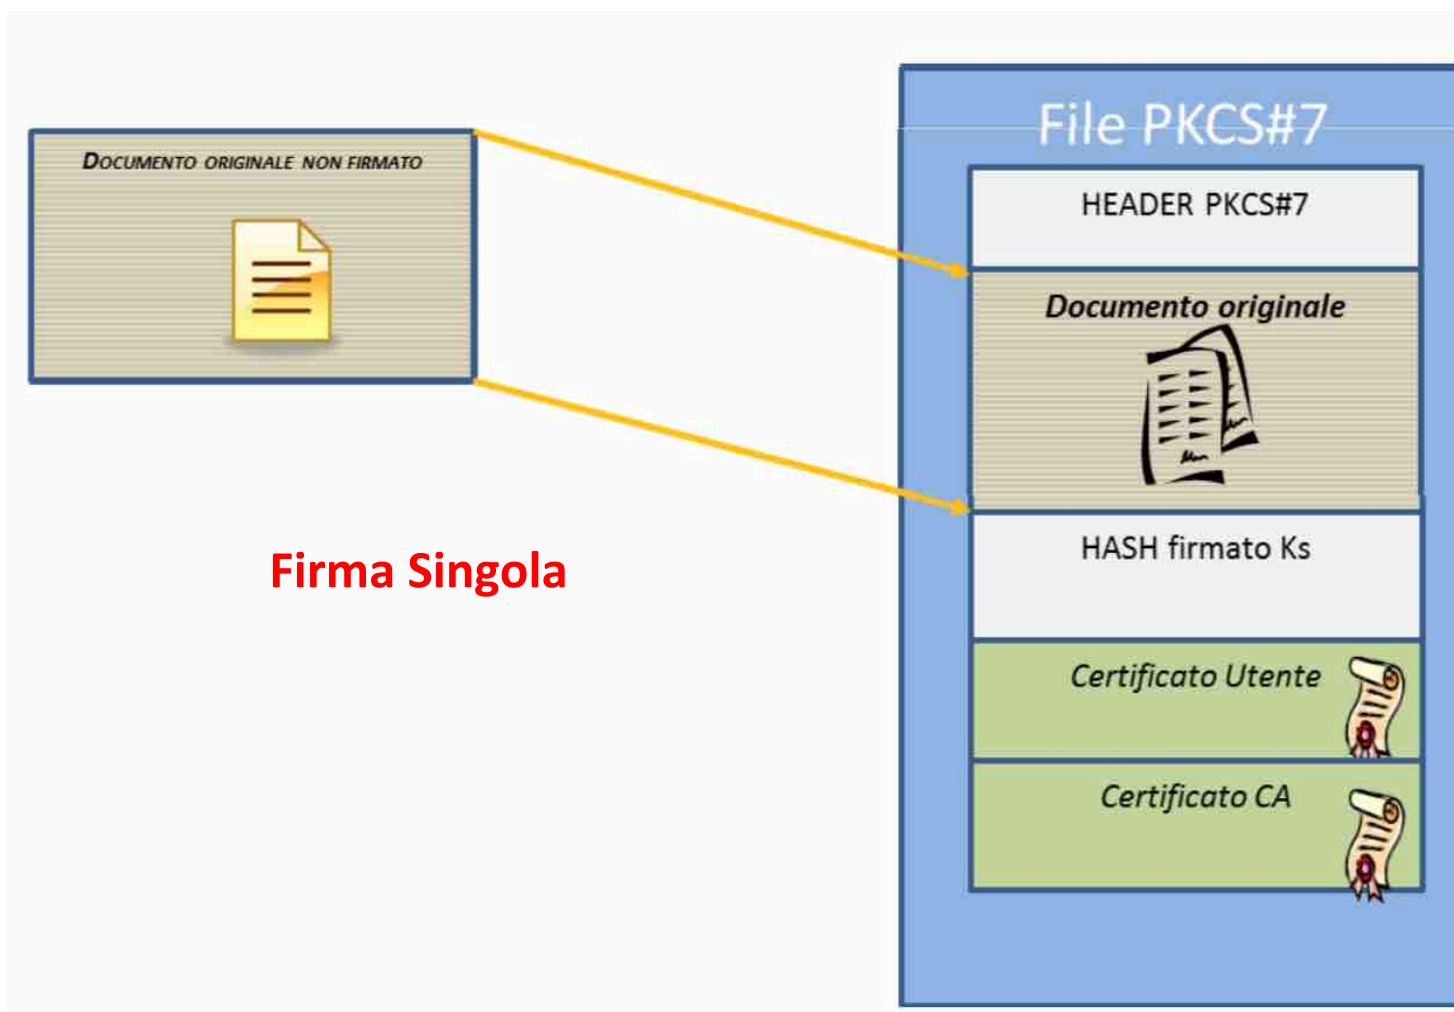 File PKCS#7
DOCUMENTO ORIGINALE NON FIRMATO
HEADER PKCS#7
Documento originale
HASH firmato Ks
Firma Singola
Certificato Utente
Certificato CA